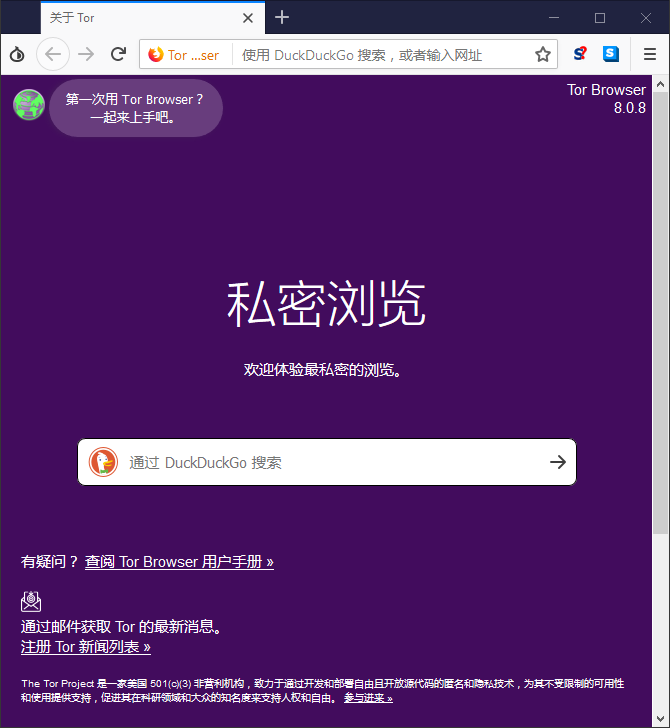 关于 Tor
Tor ...ser
使用 DuckDuckGo 搜索，或者输入网址
第一次用 Tor Browser？
一起来上手吧。
Tor Browser
8.0.8
私密浏览
欢迎体验最私密的浏览。
通过 DuckDuckGo 搜索
有疑问？ 查阅 Tor Browser 用户手册 »
通过邮件获取 Tor 的最新消息。
注册 Tor 新闻列表 »
The Tor Project 是一家美国 501(c)(3) 非营利机构，致力于通过开发和部署自由且开放源代码的匿名和隐私技术，为其不受限制的可用性
和使用提供支持，促进其在科研领域和大众的知名度来支持人权和自由。 参与进来 »